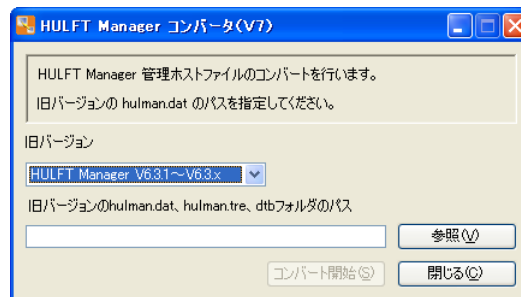 HULFT Manager コンバータ(V7)
HULFT Manager 管理ホストファイルのコンバートを行います。
旧バージョンの hulman.dat のパスを指定してください。
旧バージョン
HULFT Manager V6.3.1～V6.3.x
旧バージョンのhulman.dat、hulman.tre、dtbフォルダのパス
参照(V)
コンバート開始(S)
閉じる(C)